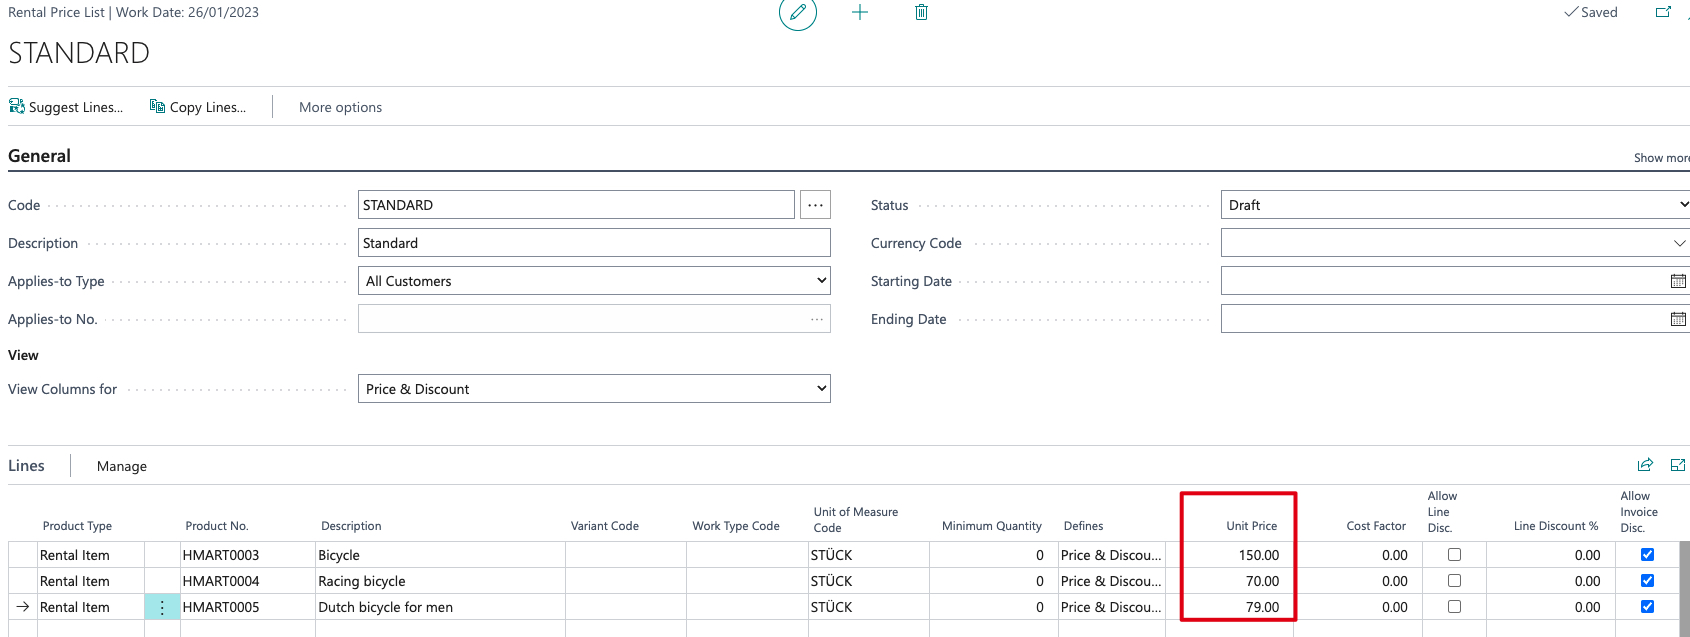 Rental Price List | Work Date: 26/01/2023
Saved
STANDARD
Suggest Lines... Copy Lines... More options
General
Show more
Code STANDARD ...
Status Draft
Description Standard
Currency Code
Applies-to Type All Customers
Starting Date
Applies-to No. ...
Ending Date
View
View Columns for Price & Discount
Lines Manage
Product Type Product No. Description Variant Code Work Type Code Unit of Measure Code Minimum Quantity Defines Unit Price Cost Factor Allow Line Disc. Line Discount % Allow Invoice Disc.
Rental Item HMART0003 Bicycle STÜCK 0 Price & Discou... 150.00 0.00 0.00
Rental Item HMART0004 Racing bicycle STÜCK 0 Price & Discou... 70.00 0.00 0.00
Rental Item HMART0005 Dutch bicycle for men STÜCK 0 Price & Discou... 79.00 0.00 0.00